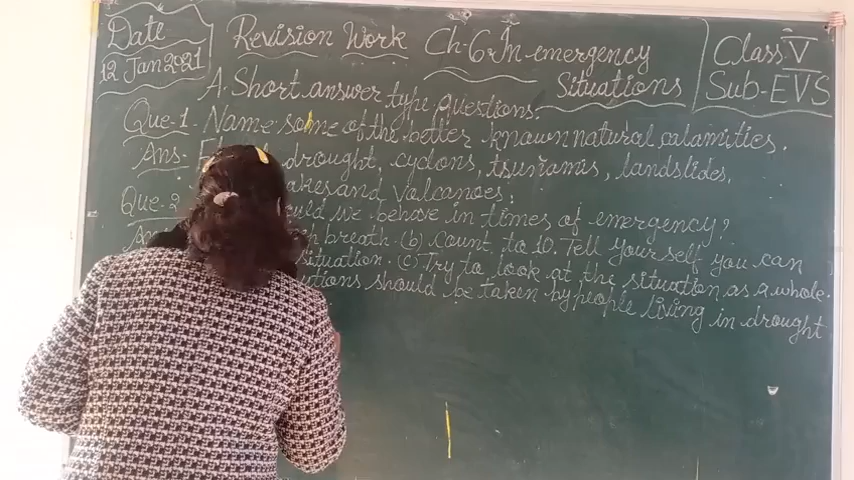 Date
12 Jan 2021
Revision Work Ch-6. In emergency
Situations
Class V
Sub-EVS
A. Short answer type questions.
Que-1. Name some of the better known natural calamities.
Ans- drought, cyclons, tsunamis, landslides,
and valcanoes.
Que-2 we behave in times of emergency?
breath. (b) Count to 10. Tell your self you can
situation. (c) Try to look at the situation as a whole.
should be taken by people living in drought